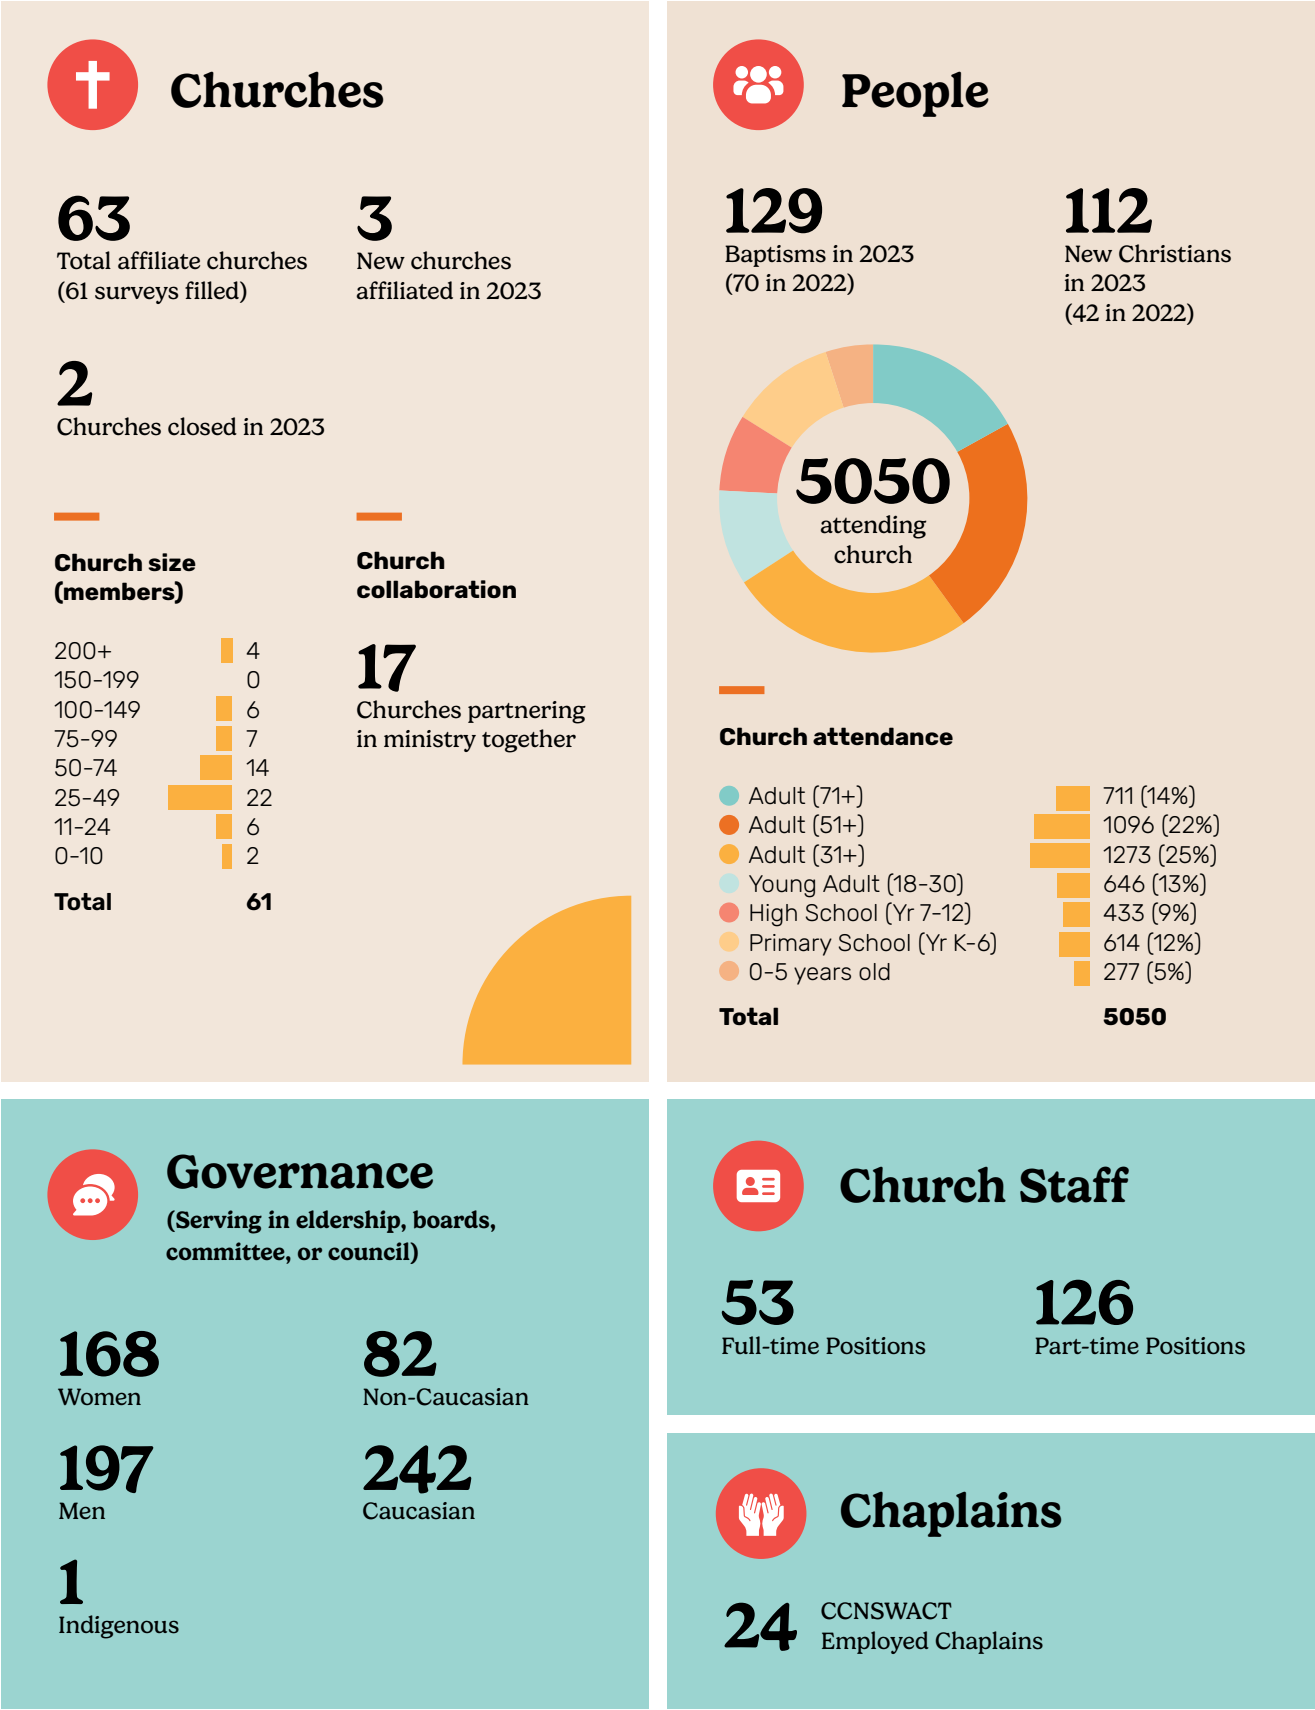 Churches
63
Total affiliate churches
(61 surveys filled)
3
New churches
affiliated in 2023
2
Churches closed in 2023
Church size
(members)
200+ 4
150-199 0
100-149 6
75-99 7
50-74 14
25-49 22
11-24 6
0-10 2
Total 61
Church
collaboration
17
Churches partnering
in ministry together
People
129
Baptisms in 2023
(70 in 2022)
112
New Christians
in 2023
(42 in 2022)
5050
attending
church
Church attendance
Adult (71+) 711 (14%)
Adult (51+) 1096 (22%)
Adult (31+) 1273 (25%)
Young Adult (18-30) 646 (13%)
High School (Yr 7-12) 433 (9%)
Primary School (Yr K-6) 614 (12%)
0-5 years old 277 (5%)
Total 5050
Governance
(Serving in eldership, boards,
committee, or council)
168
Women
82
Non-Caucasian
197
Men
242
Caucasian
1
Indigenous
Church Staff
53
Full-time Positions
126
Part-time Positions
Chaplains
24
CCNSWACT
Employed Chaplains